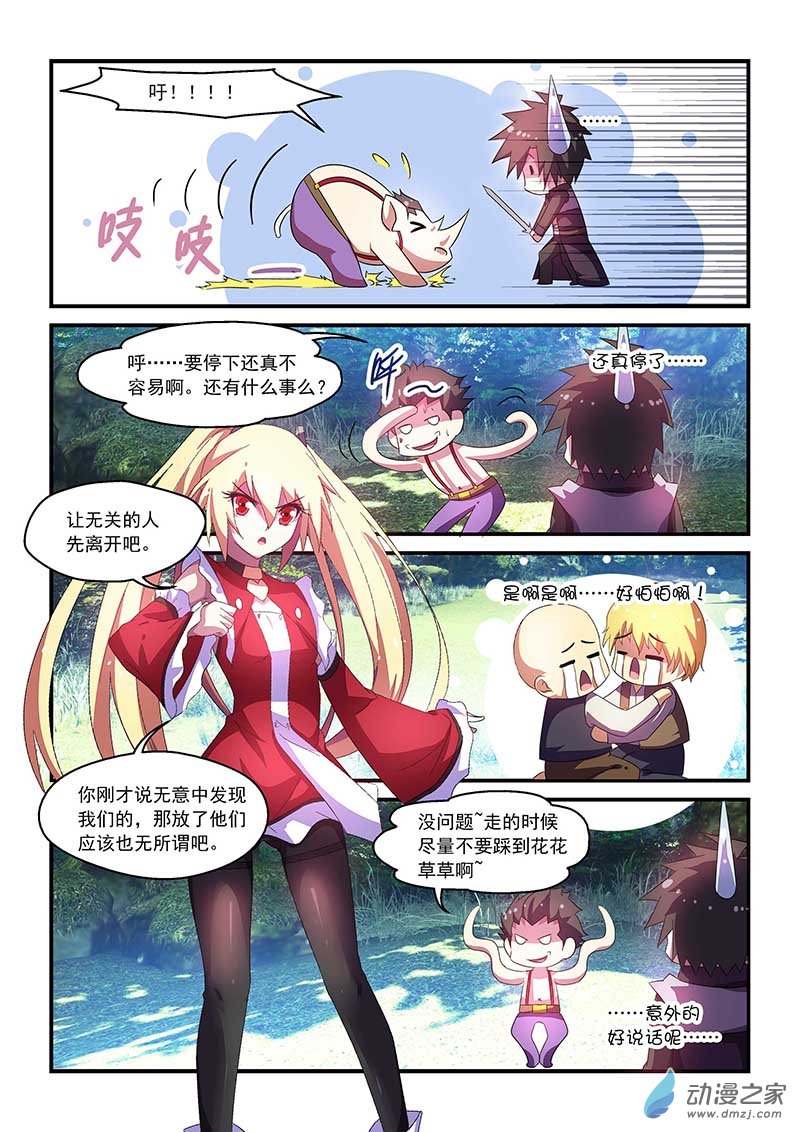 吁！！！！
……
吱
吱
呼……要停下还真不
容易啊。还有什么事么？
呼～
还真停了……
让无关的人
先离开吧。
是啊是啊……好怕怕啊！
你刚才说无意中发现
我们的，那放了他们
应该也无所谓吧。
没问题~走的时候
尽量不要踩到花花
草草啊~
……意外的
好说话呢……
动漫之家
www.dmzj.com